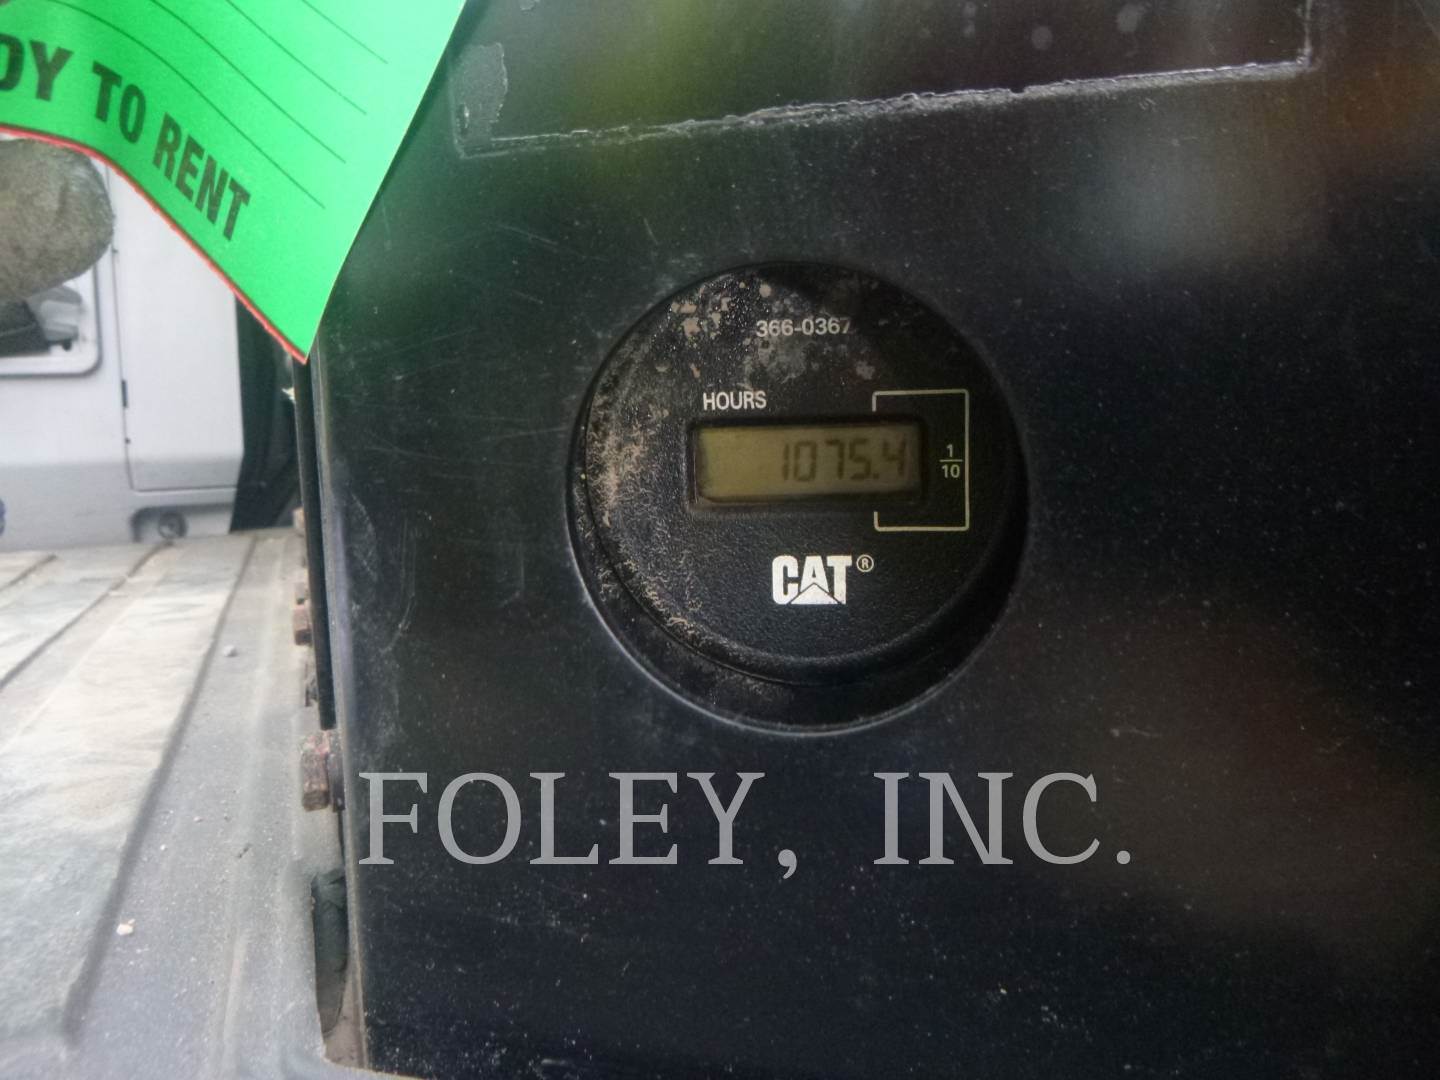 DY TO RENT
366-0367
HOURS
1075.4
1
10
CAT®
FOLEY, INC.